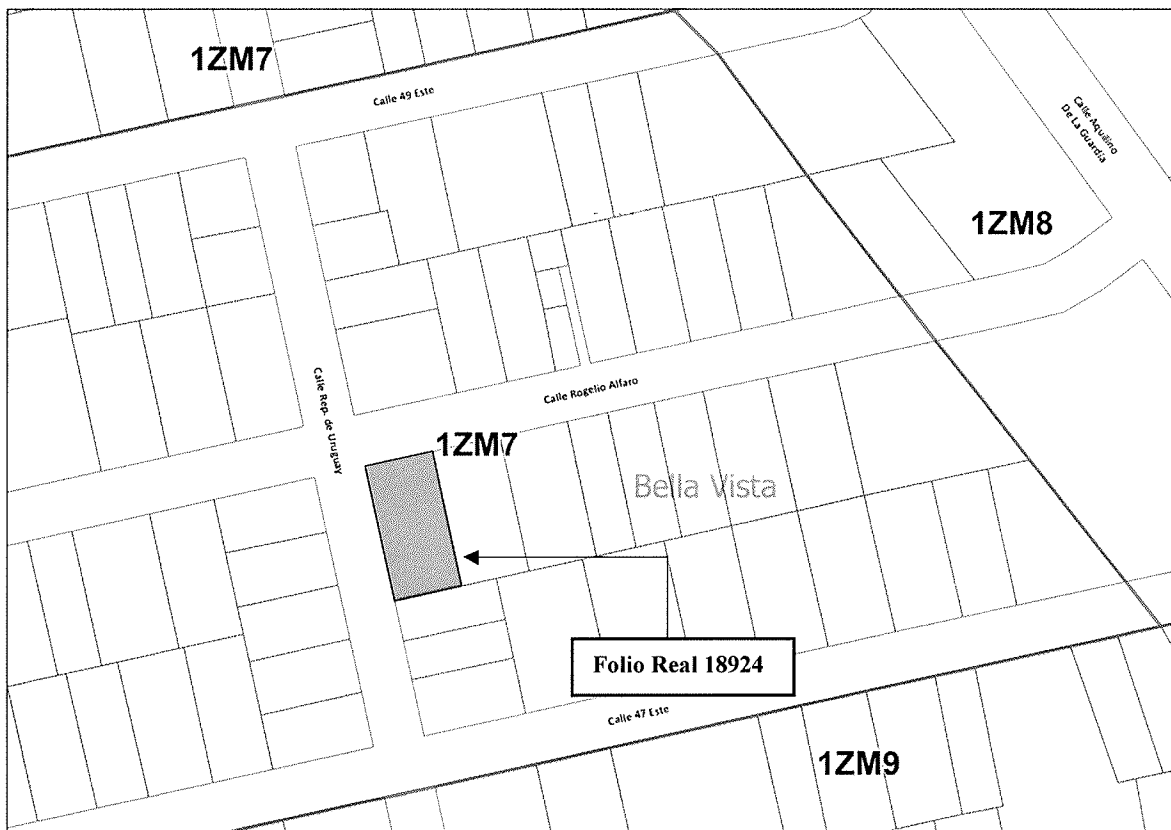 1ZM7
Calle 49 Este
Calle Aquilino
De La Guardia
1ZM8
Calle Rep. de Uruguay
Calle Rogelio Alfaro
1ZM7
Bella Vista
Folio Real 18924
Calle 47 Este
1ZM9